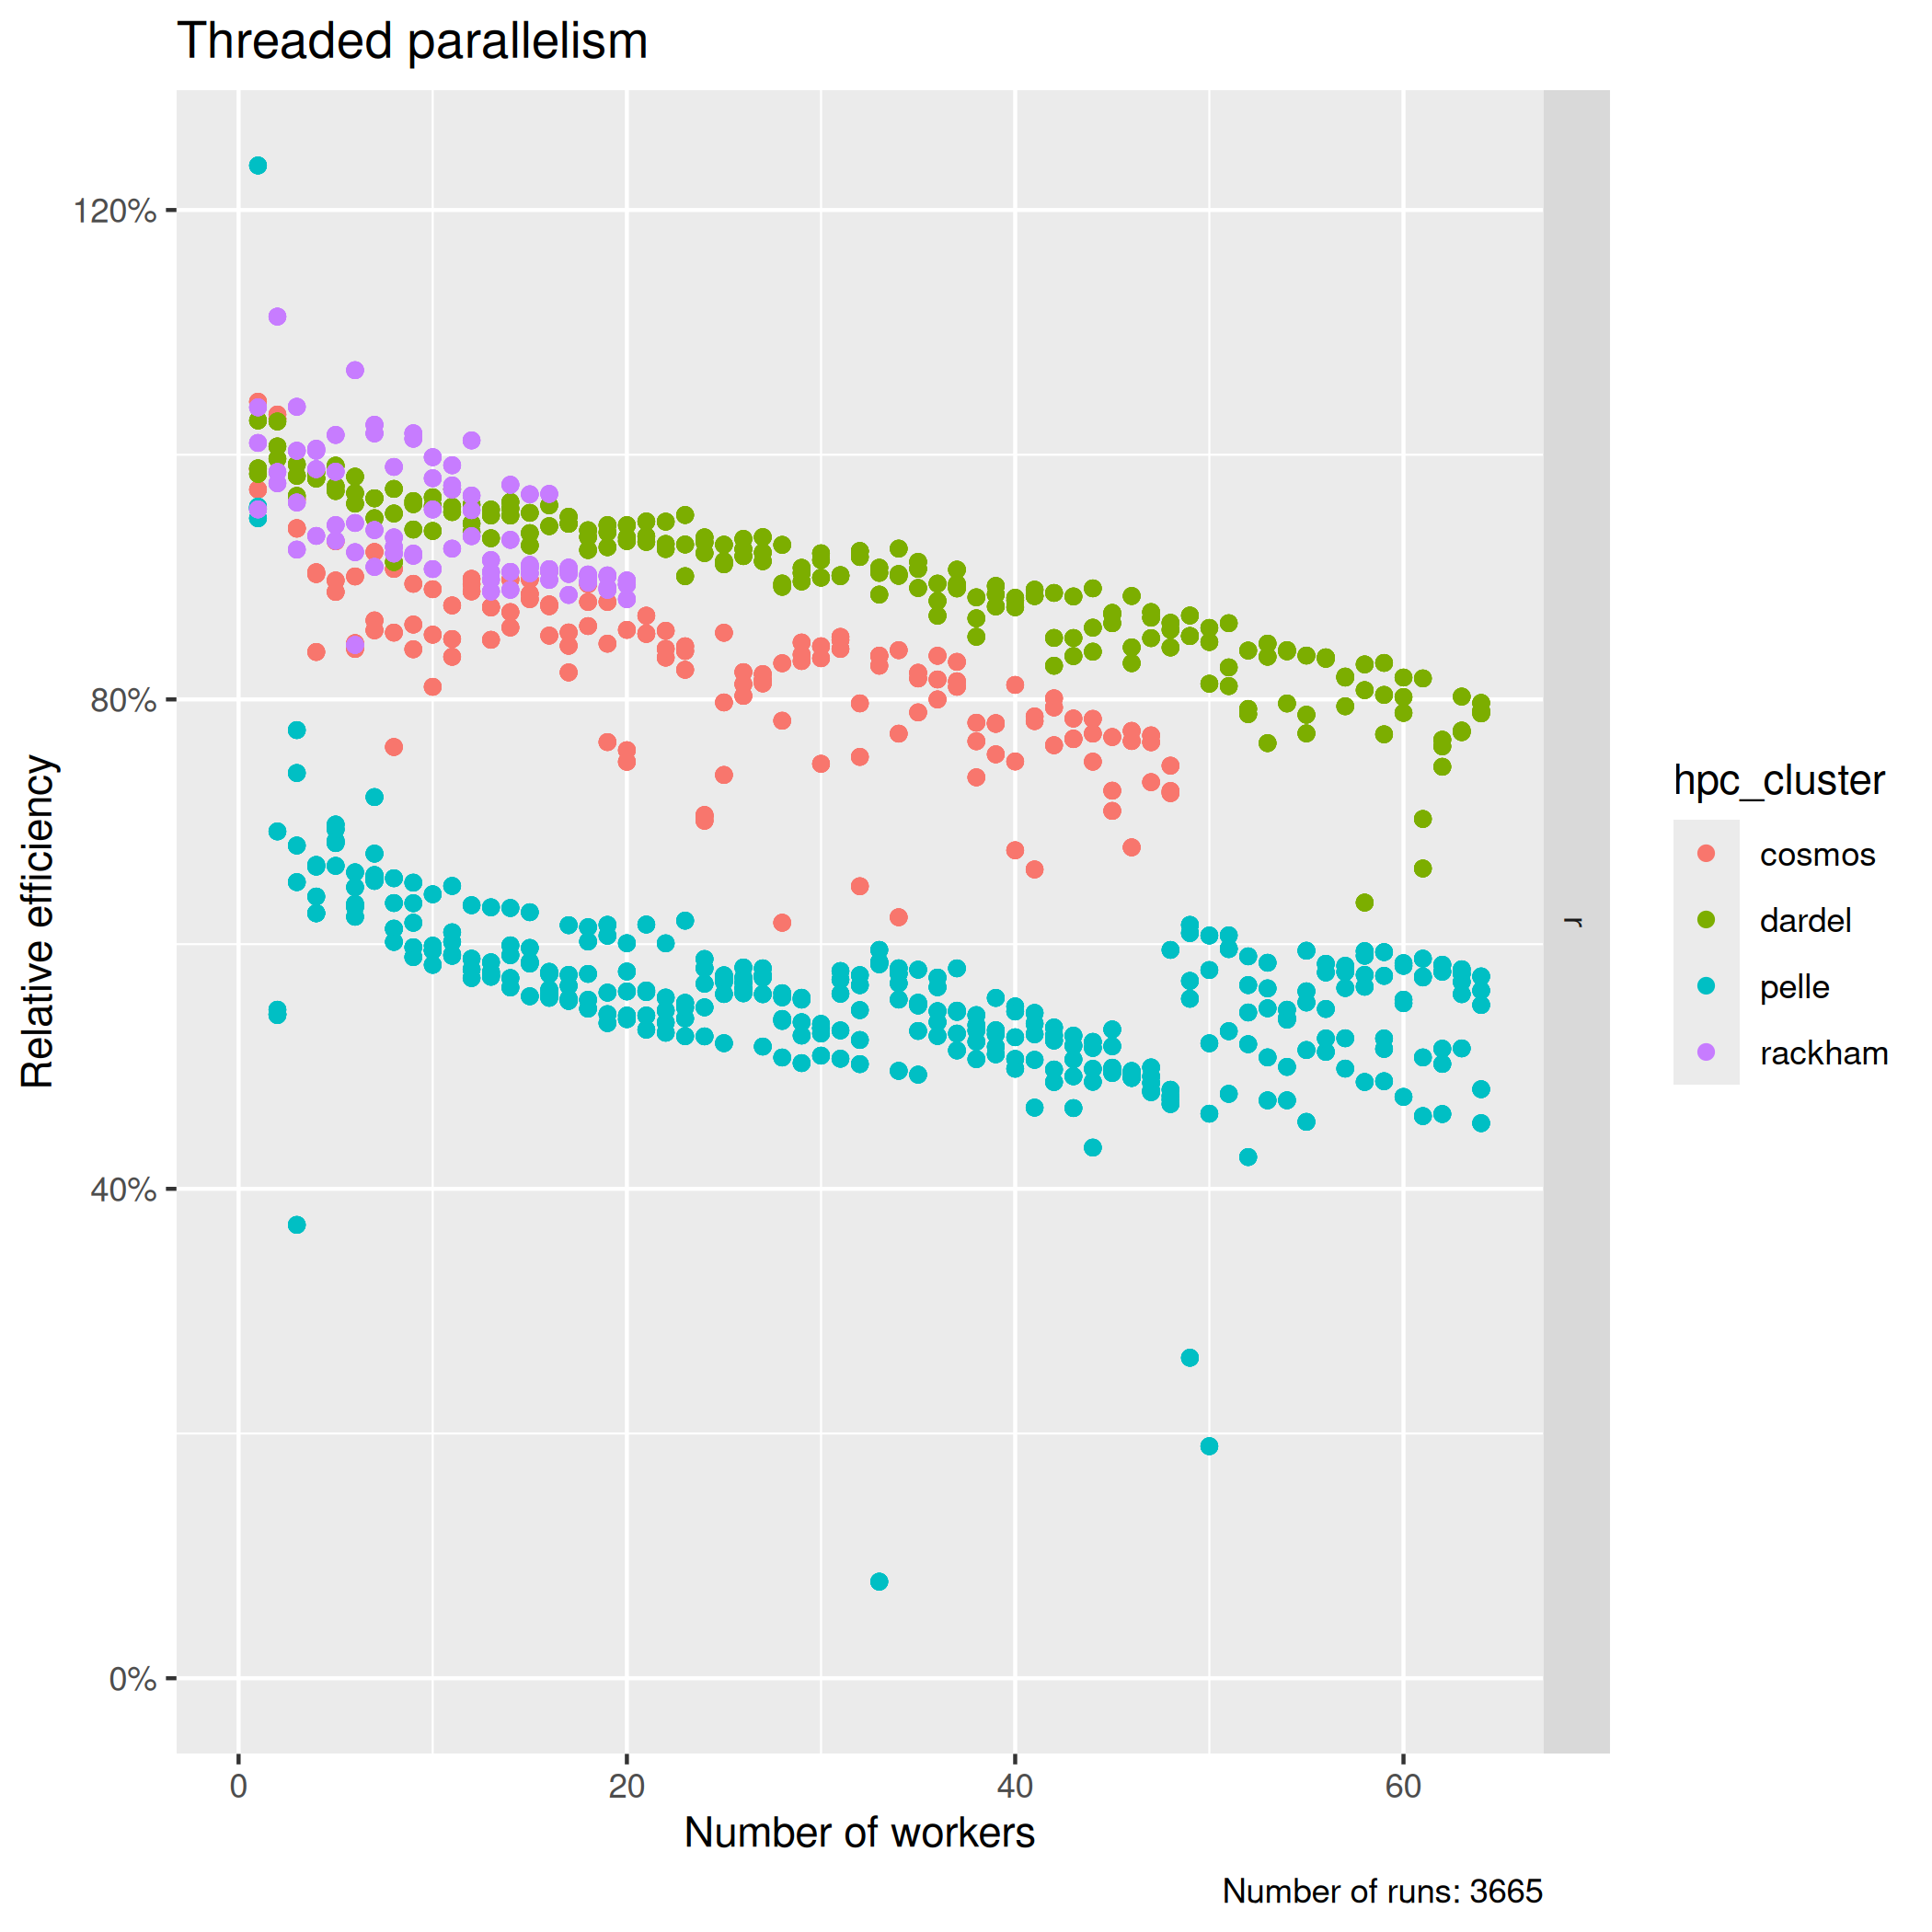 Threaded parallelism
Relative efficiency
120%
80%
40%
0%
0
20
40
60
Number of workers
r
hpc_cluster
cosmos
dardel
pelle
rackham
Number of runs: 3665